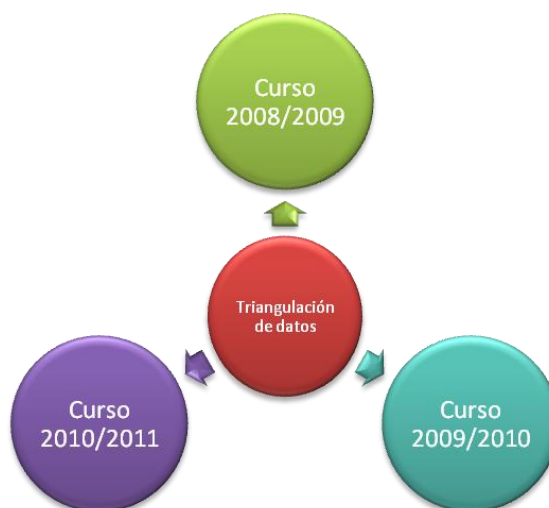 Curso
2008/2009
Triangulación
de datos
Curso
2010/2011
Curso
2009/2010